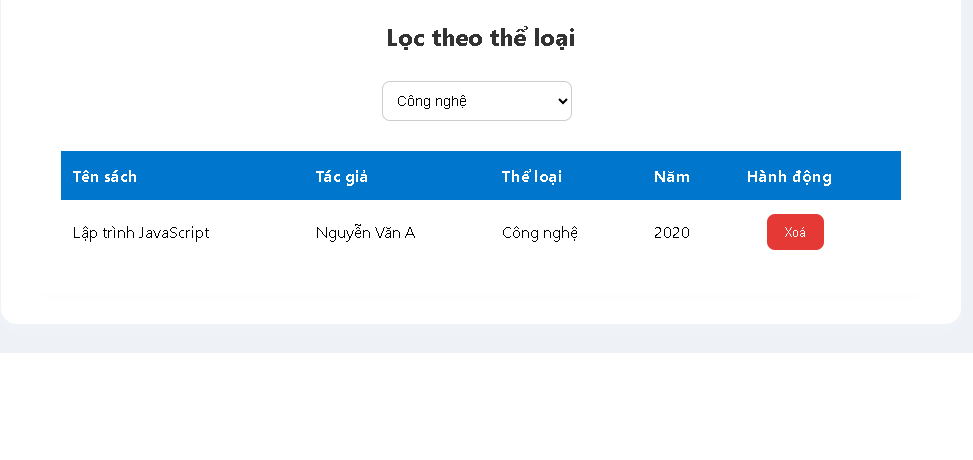 Lọc theo thể loại
Công nghệ
Tên sách Tác giả Thể loại Năm Hành động
Lập trình JavaScript Nguyễn Văn A Công nghệ 2020 Xoá